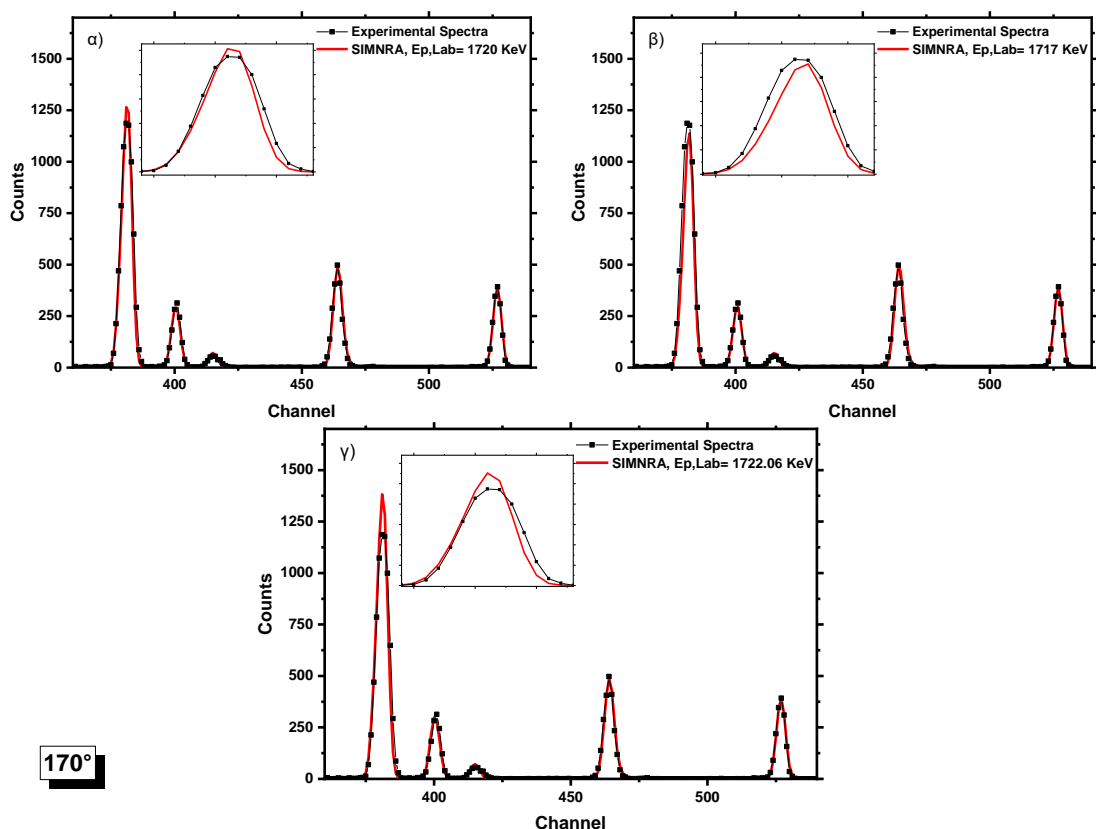 α)
Experimental Spectra
SIMNRA, Ep,Lab= 1720 KeV
1500
1250
1000
750
500
250
0
Counts
400
450
500
Channel
β)
Experimental Spectra
SIMNRA, Ep,Lab= 1717 KeV
1500
1250
1000
750
500
250
0
Counts
400
450
500
Channel
γ)
Experimental Spectra
SIMNRA, Ep,Lab= 1722.06 KeV
1500
1250
1000
750
500
250
0
Counts
400
450
500
Channel
170°